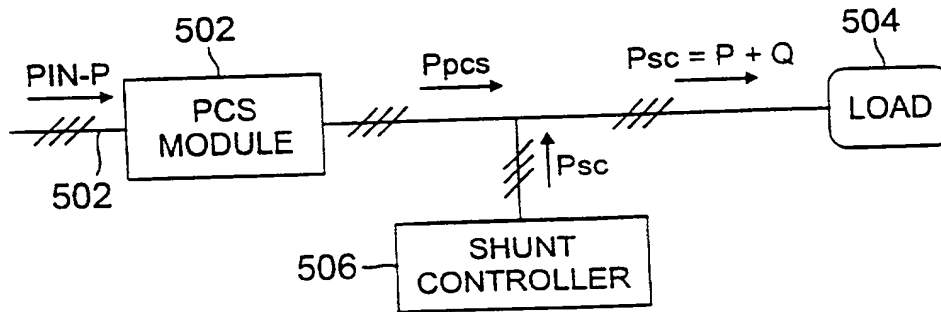 502
504
PIN-P
Ppcs
Psc = P + Q
PCS
MODULE
LOAD
502
Psc
506
SHUNT
CONTROLLER